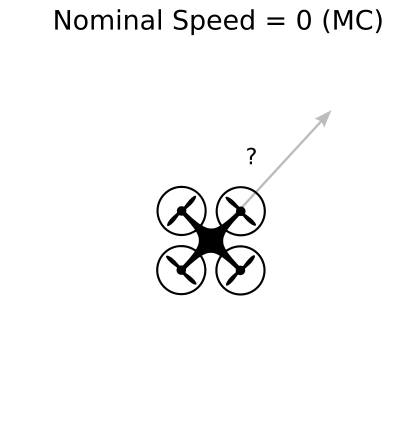 Nominal Speed = 0 (MC)
?